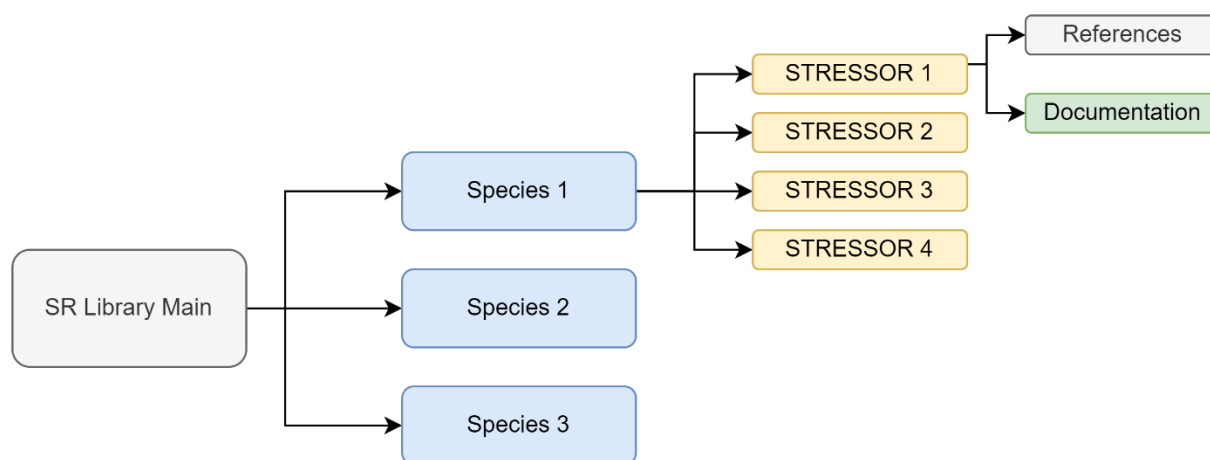 References
STRESSOR 1
Documentation
STRESSOR 2
Species 1
STRESSOR 3
STRESSOR 4
SR Library Main
Species 2
Species 3